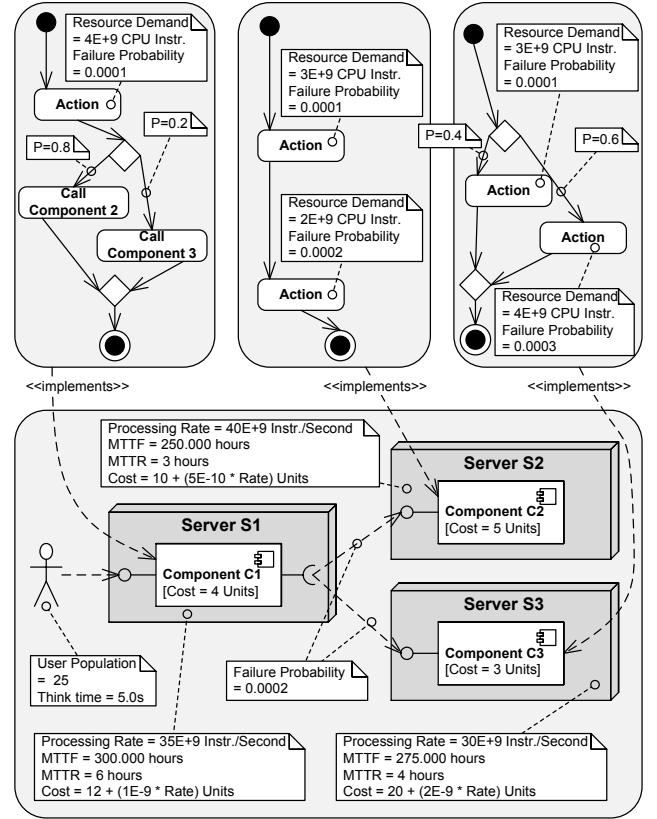 Resource Demand
= 4E+9 CPU Instr.
Failure Probability
= 0.0001
Action
P=0.2
P=0.8
Call
Component 2
Call
Component 3
Resource Demand
= 3E+9 CPU Instr.
Failure Probability
= 0.0001
Action
Resource Demand
= 2E+9 CPU Instr.
Failure Probability
= 0.0002
Action
Resource Demand
= 3E+9 CPU Instr.
Failure Probability
= 0.0001
P=0.4
P=0.6
Action
Action
Resource Demand
= 4E+9 CPU Instr.
Failure Probability
= 0.0003
<<implements>>
<<implements>>
<<implements>>
Processing Rate = 40E+9 Instr./Second
MTTF = 250.000 hours
MTTR = 3 hours
Cost = 10 + (5E-10 * Rate) Units
Server S2
Component C2
[Cost = 5 Units]
Server S1
Component C1
[Cost = 4 Units]
Server S3
Component C3
[Cost = 3 Units]
User Population
= 25
Think time = 5.0s
Failure Probability
= 0.0002
Processing Rate = 35E+9 Instr./Second
MTTF = 300.000 hours
MTTR = 6 hours
Cost = 12 + (1E-9 * Rate) Units
Processing Rate = 30E+9 Instr./Second
MTTF = 275.000 hours
MTTR = 4 hours
Cost = 20 + (2E-9 * Rate) Units